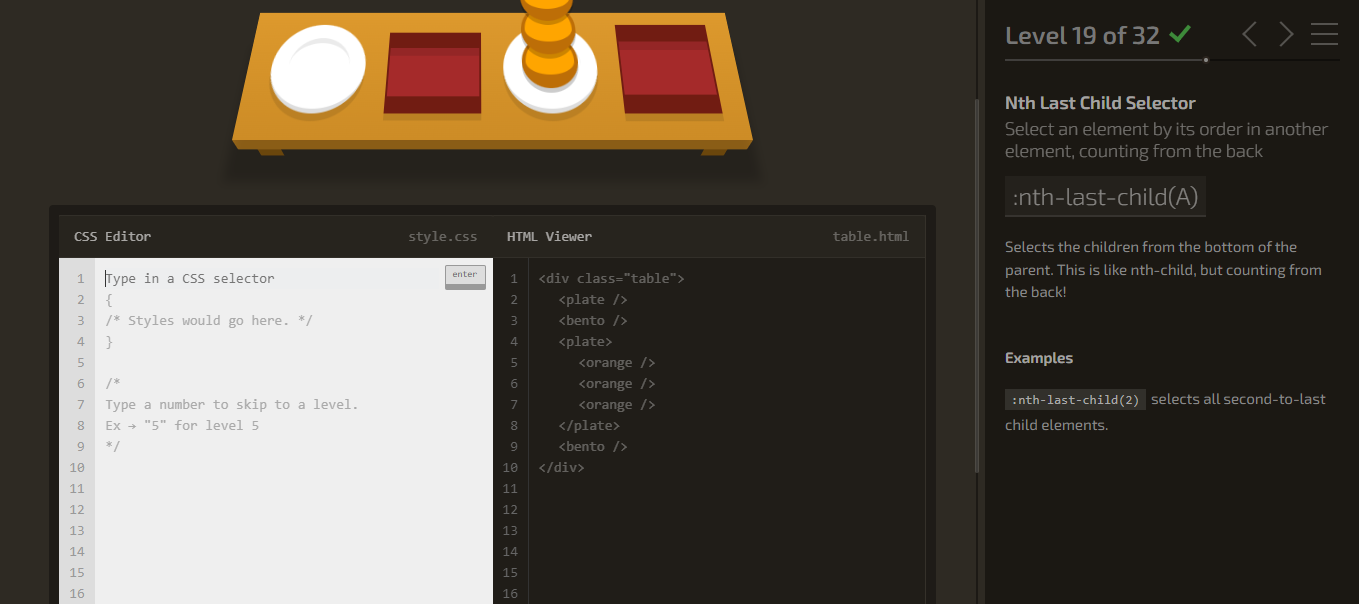 CSS Editor style.css
1 Type in a CSS selector enter
2 {
3 /* Styles would go here. */
4 }
5
6 /*
7 Type a number to skip to a level.
8 Ex → "5" for level 5
9 */
10
11
12
13
14
15
16
HTML Viewer table.html
1 <div class="table">
2 <plate />
3 <bento />
4 <plate>
5 <orange />
6 <orange />
7 <orange />
8 </plate>
9 <bento />
10 </div>
11
12
13
14
15
16
Level 19 of 32
Nth Last Child Selector
Select an element by its order in another
element, counting from the back
:nth-last-child(A)
Selects the children from the bottom of the
parent. This is like nth-child, but counting from
the back!
Examples
:nth-last-child(2) selects all second-to-last
child elements.